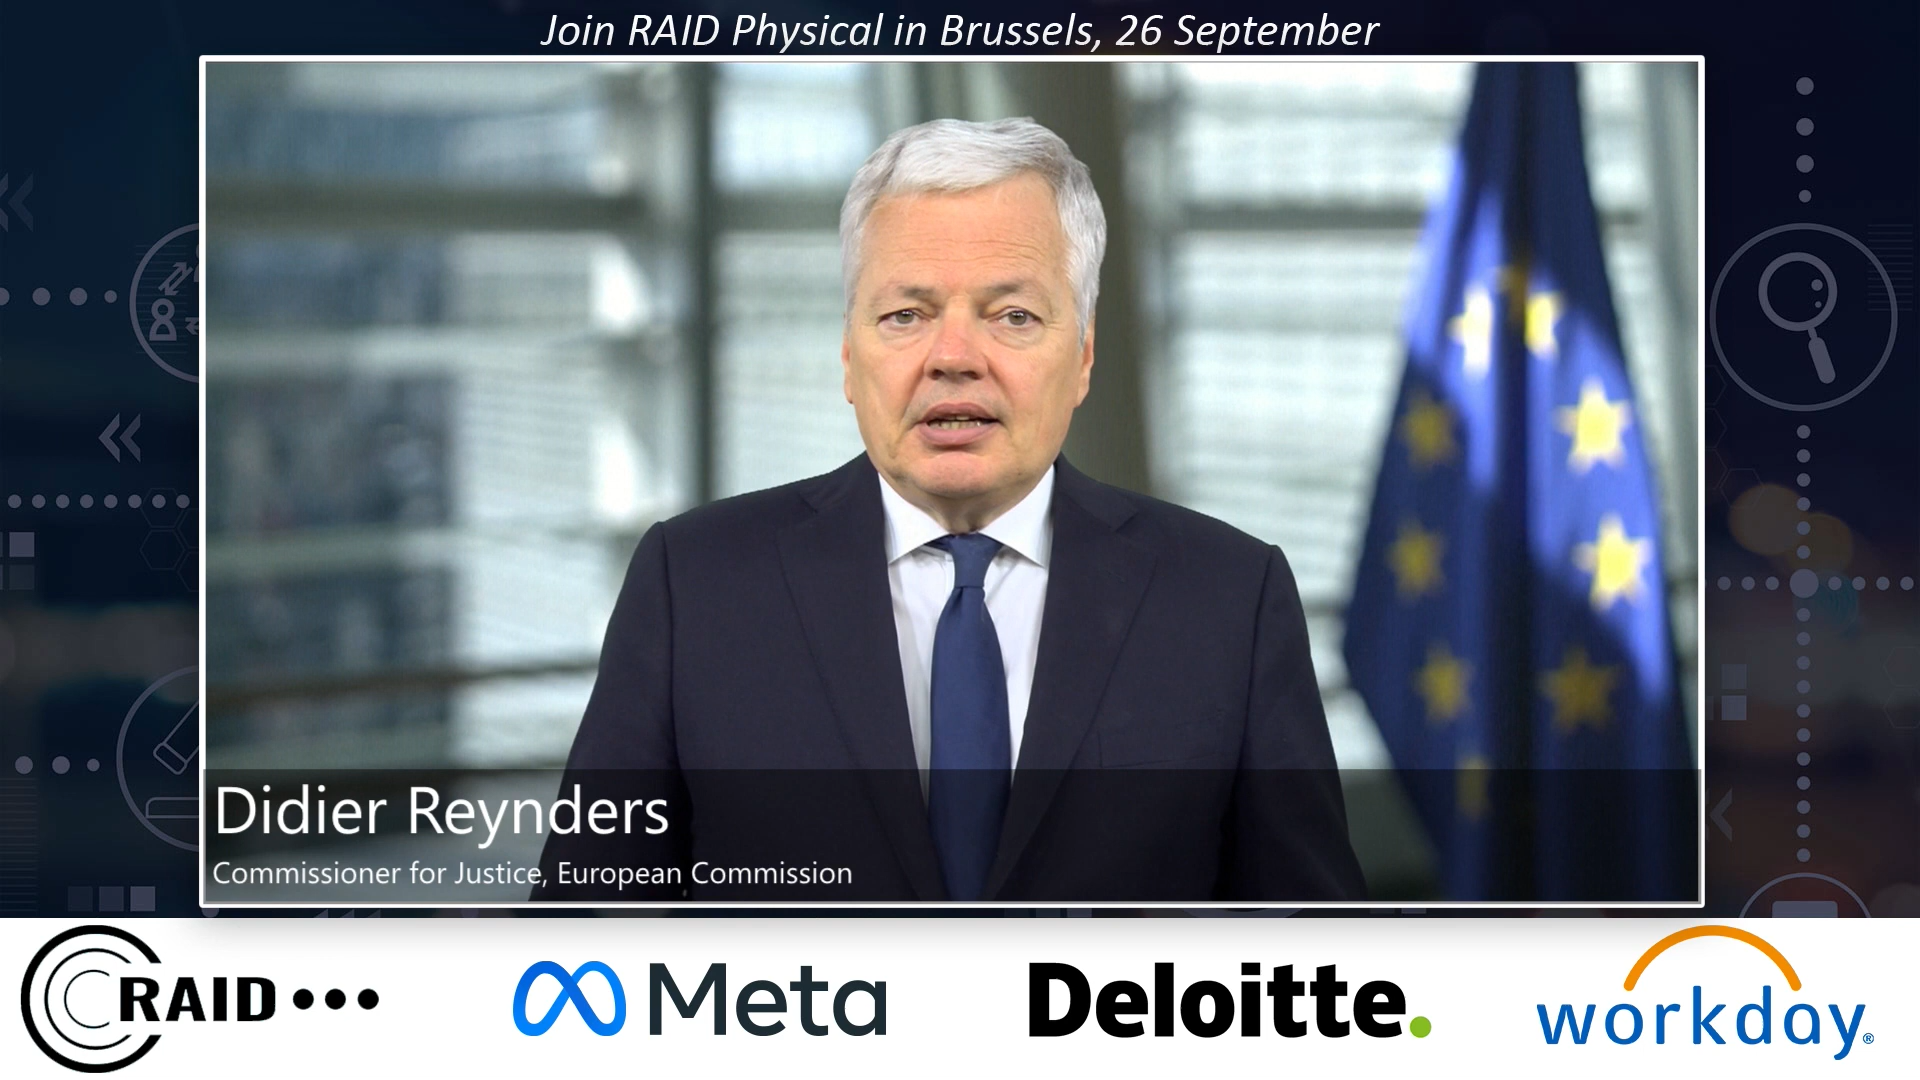 Join RAID Physical in Brussels, 26 September
Didier Reynders
Commissioner for Justice, European Commission
RAID
Meta
Deloitte.
workday®